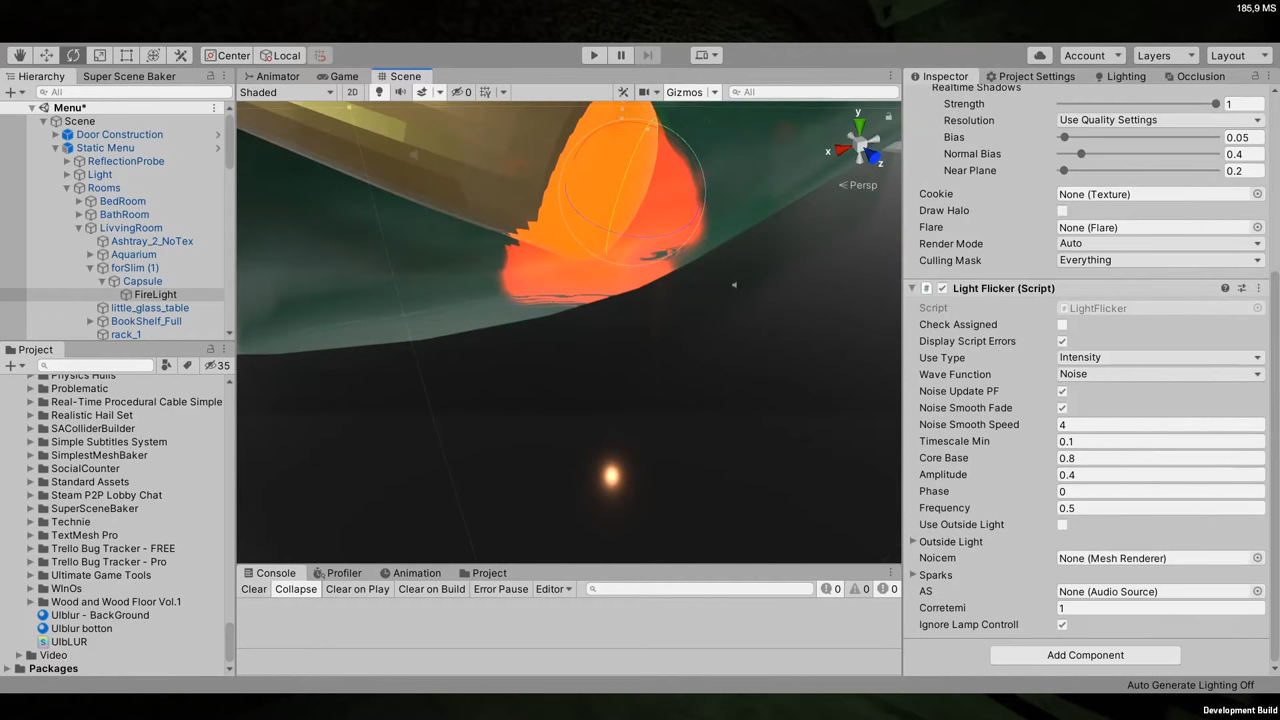 185,9 MS
Center
Local
Account
Layers
Layout
Hierarchy
Super Scene Baker
All
Menu*
Scene
Door Construction
Static Menu
ReflectionProbe
Light
Rooms
BedRoom
BathRoom
LivvingRoom
Ashtray_2_NoTex
Aquarium
forSlim (1)
Capsule
FireLight
little_glass_table
BookShelf_Full
rack_1
Project
35
Physics Hulls
Problematic
Real-Time Procedural Cable Simple
Realistic Hail Set
SAColliderBuilder
Simple Subtitles System
SimplestMeshBaker
SocialCounter
Standard Assets
Steam P2P Lobby Chat
SuperSceneBaker
Technie
TextMesh Pro
Trello Bug Tracker - FREE
Trello Bug Tracker - Pro
Ultimate Game Tools
WInOs
Wood and Wood Floor Vol.1
UIblur - BackGround
UIblur botton
UIbLUR
Video
Packages
Animator
Game
Scene
Shaded
2D
0
Gizmos
All
y
x
z
Persp
Console
Profiler
Animation
Project
Clear
Collapse
Clear on Play
Clear on Build
Error Pause
Editor
0
0
0
Inspector
Project Settings
Lighting
Occlusion
Realtime Shadows
Strength 1
Resolution Use Quality Settings
Bias 0.05
Normal Bias 0.4
Near Plane 0.2
Cookie None (Texture)
Draw Halo
Flare None (Flare)
Render Mode Auto
Culling Mask Everything
# Light Flicker (Script)
Script LightFlicker
Check Assigned
Display Script Errors
Use Type Intensity
Wave Function Noise
Noise Update PF
Noise Smooth Fade
Noise Smooth Speed 4
Timescale Min 0.1
Core Base 0.8
Amplitude 0.4
Phase 0
Frequency 0.5
Use Outside Light
Outside Light
Noicem None (Mesh Renderer)
Sparks
AS None (Audio Source)
Corretemi 1
Ignore Lamp Controll
Add Component
Auto Generate Lighting Off
Development Build